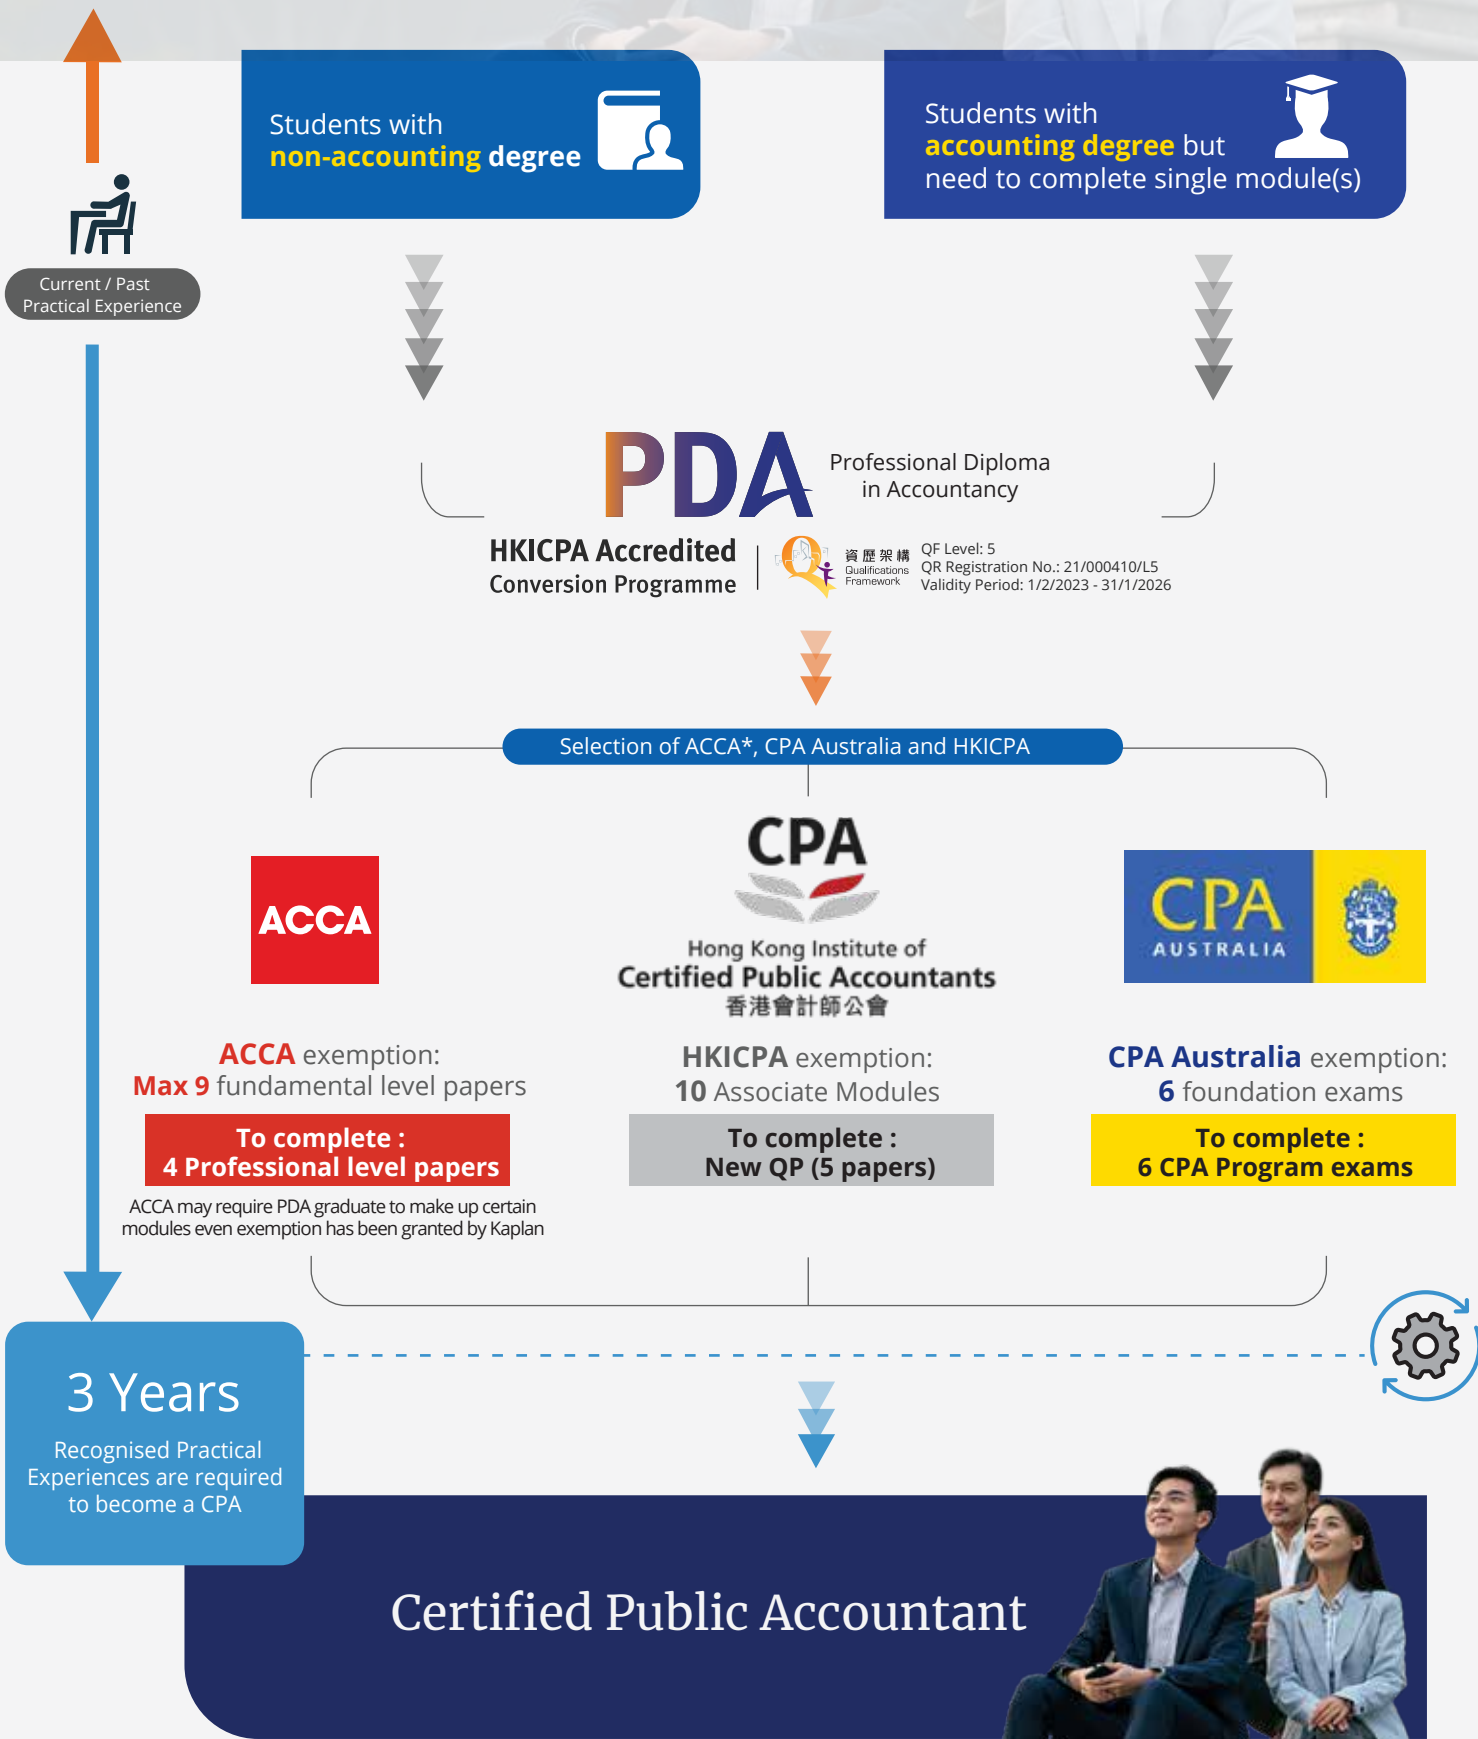 Students with
non-accounting degree
Students with
accounting degree but
need to complete single module(s)
Current / Past
Practical Experience
PDA
Professional Diploma
in Accountancy
HKICPA Accredited
Conversion Programme
資歷架構
Qualifications
Framework
QF Level: 5
QR Registration No.: 21/000410/L5
Validity Period: 1/2/2023 - 31/1/2026
Selection of ACCA*, CPA Australia and HKICPA
ACCA
CPA
Hong Kong Institute of
Certified Public Accountants
香港會計師公會
CPA
AUSTRALIA
ACCA exemption:
Max 9 fundamental level papers
To complete :
4 Professional level papers
ACCA may require PDA graduate to make up certain
modules even exemption has been granted by Kaplan
HKICPA exemption:
10 Associate Modules
To complete :
New QP (5 papers)
CPA Australia exemption:
6 foundation exams
To complete :
6 CPA Program exams
3 Years
Recognised Practical
Experiences are required
to become a CPA
Certified Public Accountant